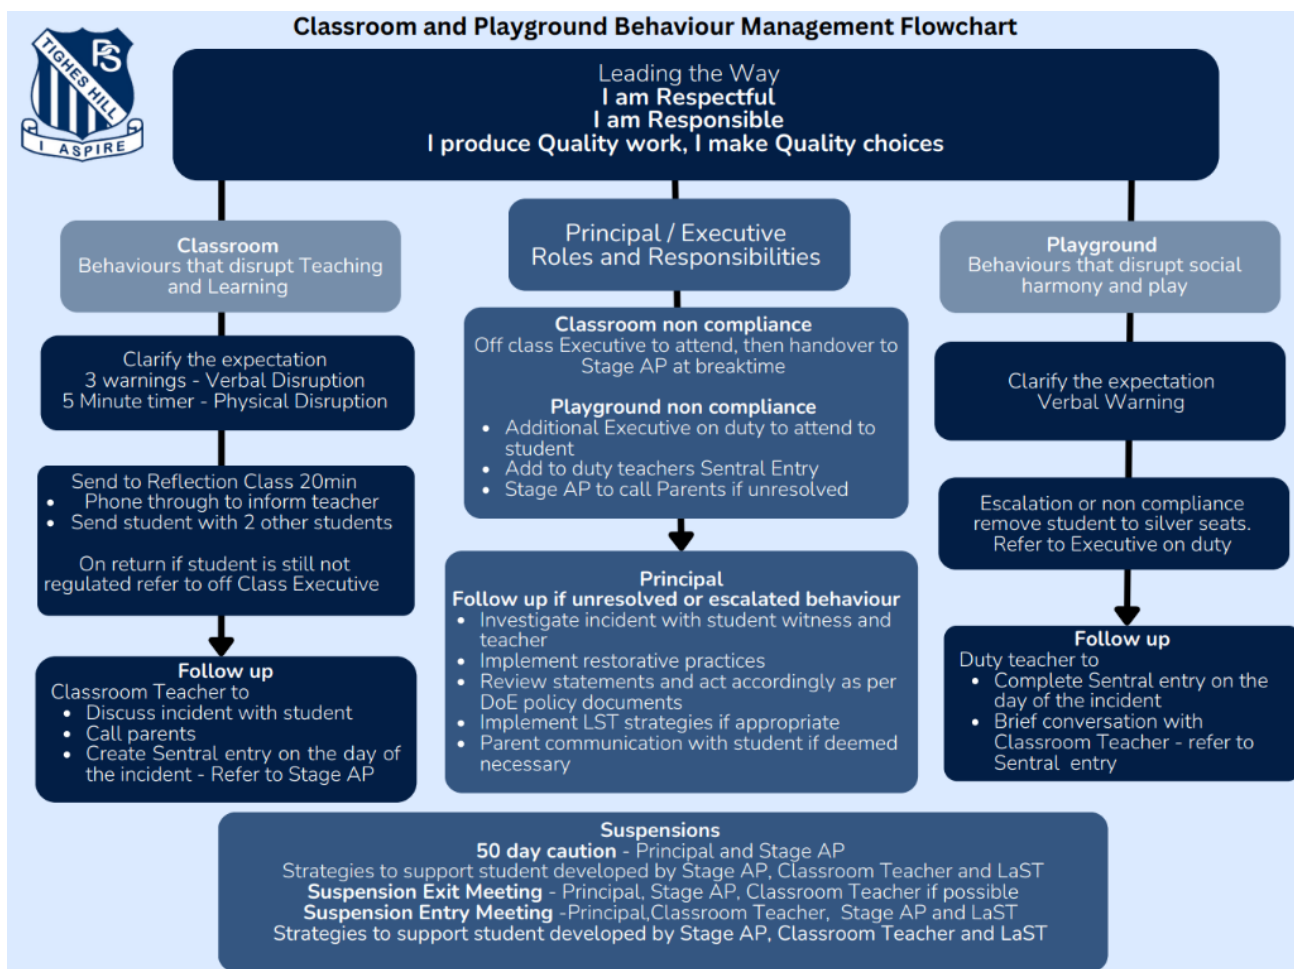 Classroom and Playground Behaviour Management Flowchart
PS
TIGHES HILL
I ASPIRE
Leading the Way
I am Respectful
I am Responsible
I produce Quality work, I make Quality choices
Classroom
Behaviours that disrupt Teaching
and Learning
Clarify the expectation
3 warnings - Verbal Disruption
5 Minute timer - Physical Disruption
Send to Reflection Class 20min
• Phone through to inform teacher
• Send student with 2 other students
On return if student is still not
regulated refer to off Class Executive
Follow up
Classroom Teacher to
• Discuss incident with student
• Call parents
• Create Sentral entry on the day of
the incident - Refer to Stage AP
Principal / Executive
Roles and Responsibilities
Classroom non compliance
Off class Executive to attend, then handover to
Stage AP at breaktime
Playground non compliance
• Additional Executive on duty to attend to
student
• Add to duty teachers Sentral Entry
• Stage AP to call Parents if unresolved
Principal
Follow up if unresolved or escalated behaviour
• Investigate incident with student witness and
teacher
• Implement restorative practices
• Review statements and act accordingly as per
DoE policy documents
• Implement LST strategies if appropriate
• Parent communication with student if deemed
necessary
Playground
Behaviours that disrupt social
harmony and play
Clarify the expectation
Verbal Warning
Escalation or non compliance
remove student to silver seats.
Refer to Executive on duty
Follow up
Duty teacher to
• Complete Sentral entry on the
day of the incident
• Brief conversation with
Classroom Teacher - refer to
Sentral entry
Suspensions
50 day caution - Principal and Stage AP
Strategies to support student developed by Stage AP, Classroom Teacher and LaST
Suspension Exit Meeting - Principal, Stage AP, Classroom Teacher if possible
Suspension Entry Meeting -Principal,Classroom Teacher, Stage AP and LaST
Strategies to support student developed by Stage AP, Classroom Teacher and LaST